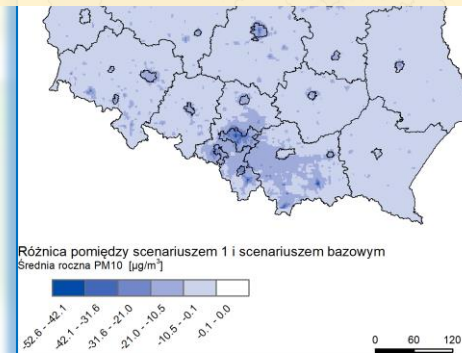 Różnica pomiędzy scenariuszem 1 i scenariuszem bazowym
Średnia roczna PM10 [µg/m³]
-52.6 - -42.1
-42.1 - -31.6
-31.6 - -21.0
-21.0 - -10.5
-10.5 - -0.1
-0.1 - 0.0
0 60 120